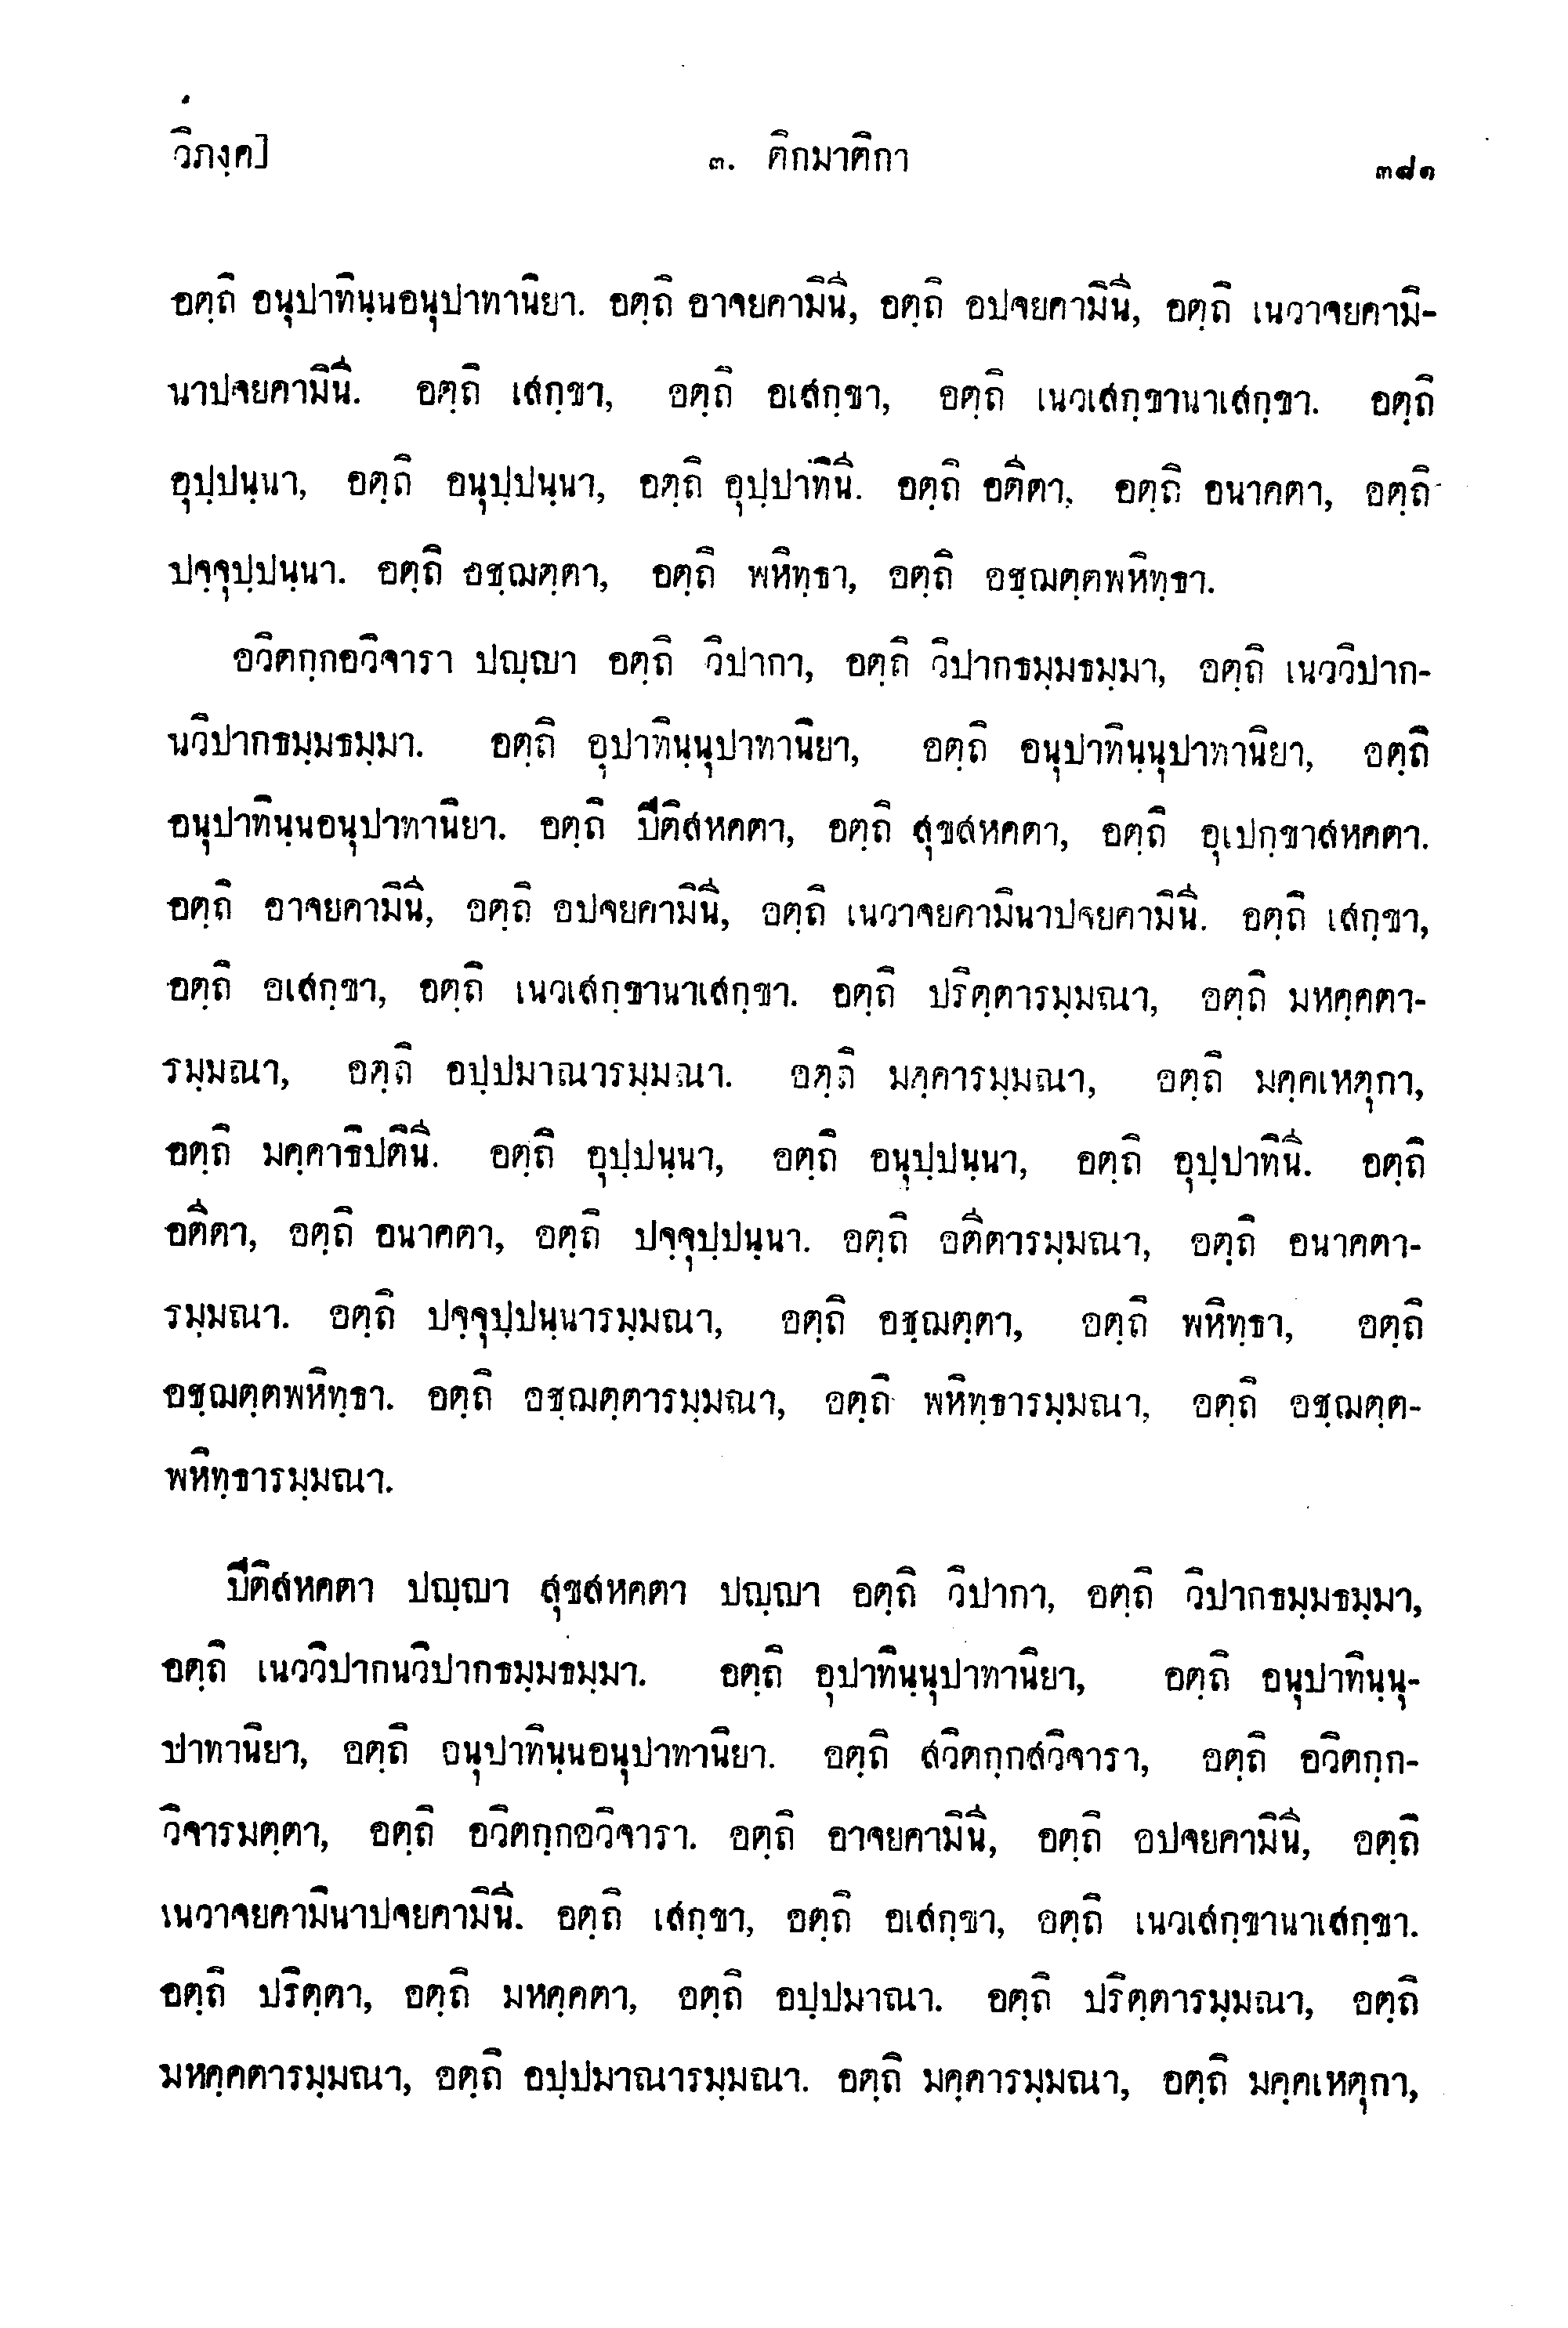 วิภงฺค]	๓. ติกมาติกา	๓๘๑
อตฺถิ อนุปาทินฺนอนุปาทานิยา. อตฺถิ อาจยคามินี, อตฺถิ อปจยคามินี, อตฺถิ เนวาจยคามิ-
นาปจยคามินี. อตฺถิ เสกฺขา, อตฺถิ อเสกฺขา, อตฺถิ เนวเสกฺขานาเสกฺขา. อตฺถิ
อุปฺปนฺนา, อตฺถิ อนุปฺปนฺนา, อตฺถิ อุปฺปาทินี. อตฺถิ อตีตา, อตฺถิ อนาคตา, อตฺถิ
ปจฺจุปฺปนฺนา. อตฺถิ อชฺฌตฺตา, อตฺถิ พหิทฺธา, อตฺถิ อชฺฌตฺตพหิทฺธา.
อวิตกฺกอวิจารา ปญฺญา อตฺถิ วิปากา, อตฺถิ วิปากธมฺมธมฺมา, อตฺถิ เนววิปาก-
นวิปากธมฺมธมฺมา. อตฺถิ อุปาทินฺนุปาทานิยา, อตฺถิ อนุปาทินฺนุปาทานิยา, อตฺถิ
อนุปาทินฺนอนุปาทานิยา. อตฺถิ ปีติสหคตา, อตฺถิ สุขสหคตา, อตฺถิ อุเปกฺขาสหคตา.
อตฺถิ อาจยคามินี, อตฺถิ อปจยคามินี, อตฺถิ เนวาจยคามินาปจยคามินี. อตฺถิ เสกฺขา,
อตฺถิ อเสกฺขา, อตฺถิ เนวเสกฺขานาเสกฺขา. อตฺถิ ปริตฺตารมฺมณา, อตฺถิ มหคฺคตา-
รมฺมณา, อตฺถิ อปฺปมาณารมฺมณา. อตฺถิ มคฺคารมฺมณา, อตฺถิ มคฺคเหตุกา,
อตฺถิ มคฺคาธิปตินี. อตฺถิ อุปฺปนฺนา, อตฺถิ อนุปฺปนฺนา, อตฺถิ อุปฺปาทินี. อตฺถิ
อตีตา, อตฺถิ อนาคตา, อตฺถิ ปจฺจุปฺปนฺนา. อตฺถิ อตีตารมฺมณา, อตฺถิ อนาคตา-
รมฺมณา. อตฺถิ ปจฺจุปฺปนฺนารมฺมณา, อตฺถิ อชฺฌตฺตา, อตฺถิ พหิทฺธา, อตฺถิ
อชฺฌตฺตพหิทฺธา. อตฺถิ อชฺฌตฺตารมฺมณา, อตฺถิ พหิทฺธารมฺมณา, อตฺถิ อชฺฌตฺต-
พหิทฺธารมฺมณา.
ปีติสหคตา ปญฺญา สุขสหคตา ปญฺญา อตฺถิ วิปากา, อตฺถิ วิปากธมฺมธมฺมา,
อตฺถิ เนววิปากนวิปากธมฺมธมฺมา. อตฺถิ อุปาทินฺนุปาทานิยา, อตฺถิ อนุปาทินฺนุ-
ปาทานิยา, อตฺถิ อนุปาทินฺนอนุปาทานิยา. อตฺถิ สวิตกฺกสวิจารา, อตฺถิ อวิตกฺก-
วิจารมตฺตา, อตฺถิ อวิตกฺกอวิจารา. อตฺถิ อาจยคามินี, อตฺถิ อปจยคามินี, อตฺถิ
เนวาจยคามินาปจยคามินี. อตฺถิ เสกฺขา, อตฺถิ อเสกฺขา, อตฺถิ เนวเสกฺขานาเสกฺขา.
อตฺถิ ปริตฺตา, อตฺถิ มหคฺคตา, อตฺถิ อปฺปมาณา. อตฺถิ ปริตฺตารมฺมณา, อตฺถิ
มหคฺคตารมฺมณา, อตฺถิ อปฺปมาณารมฺมณา. อตฺถิ มคฺคารมฺมณา, อตฺถิ มคฺคเหตุกา,